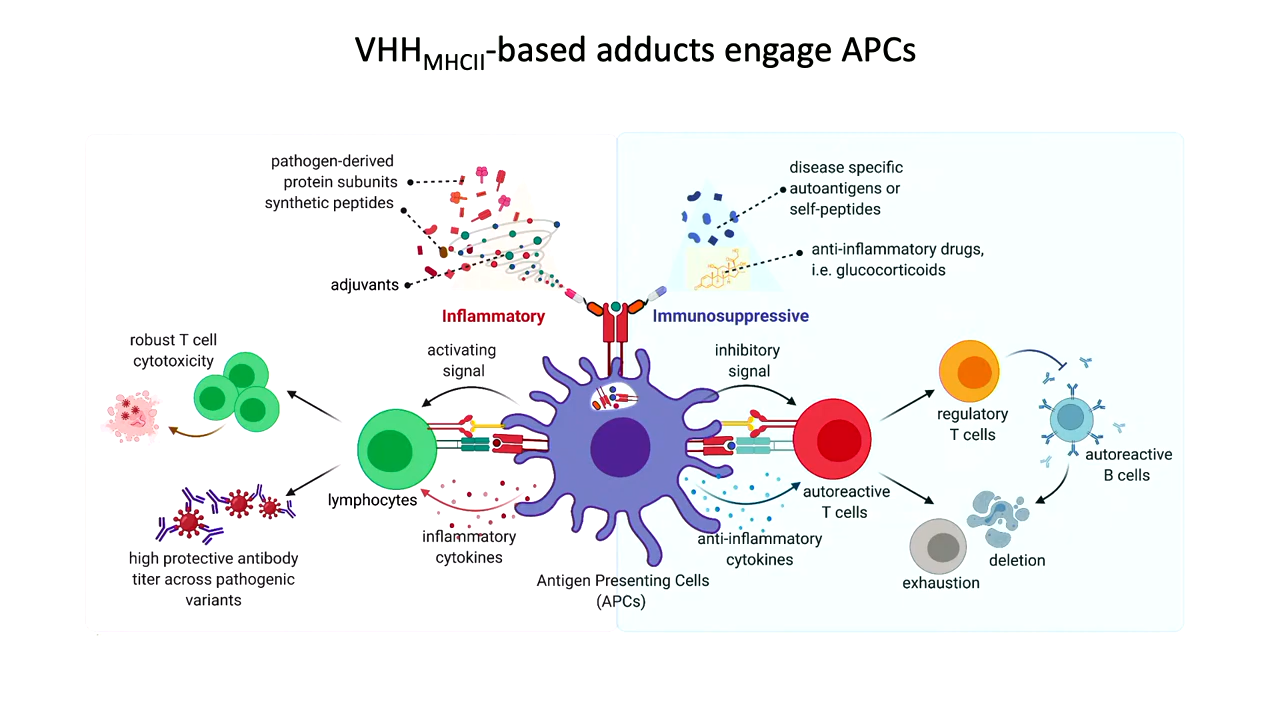 VHHMHCII-based adducts engage APCs
pathogen-derived
protein subunits
synthetic peptides
adjuvants
disease specific
autoantigens or
self-peptides
anti-inflammatory drugs,
i.e. glucocorticoids
Inflammatory
Immunosuppressive
robust T cell
cytotoxicity
activating
signal
inhibitory
signal
regulatory
T cells
autoreactive
B cells
lymphocytes
autoreactive
T cells
inflammatory
cytokines
anti-inflammatory
cytokines
high protective antibody
titer across pathogenic
variants
Antigen Presenting Cells
(APCs)
exhaustion
deletion